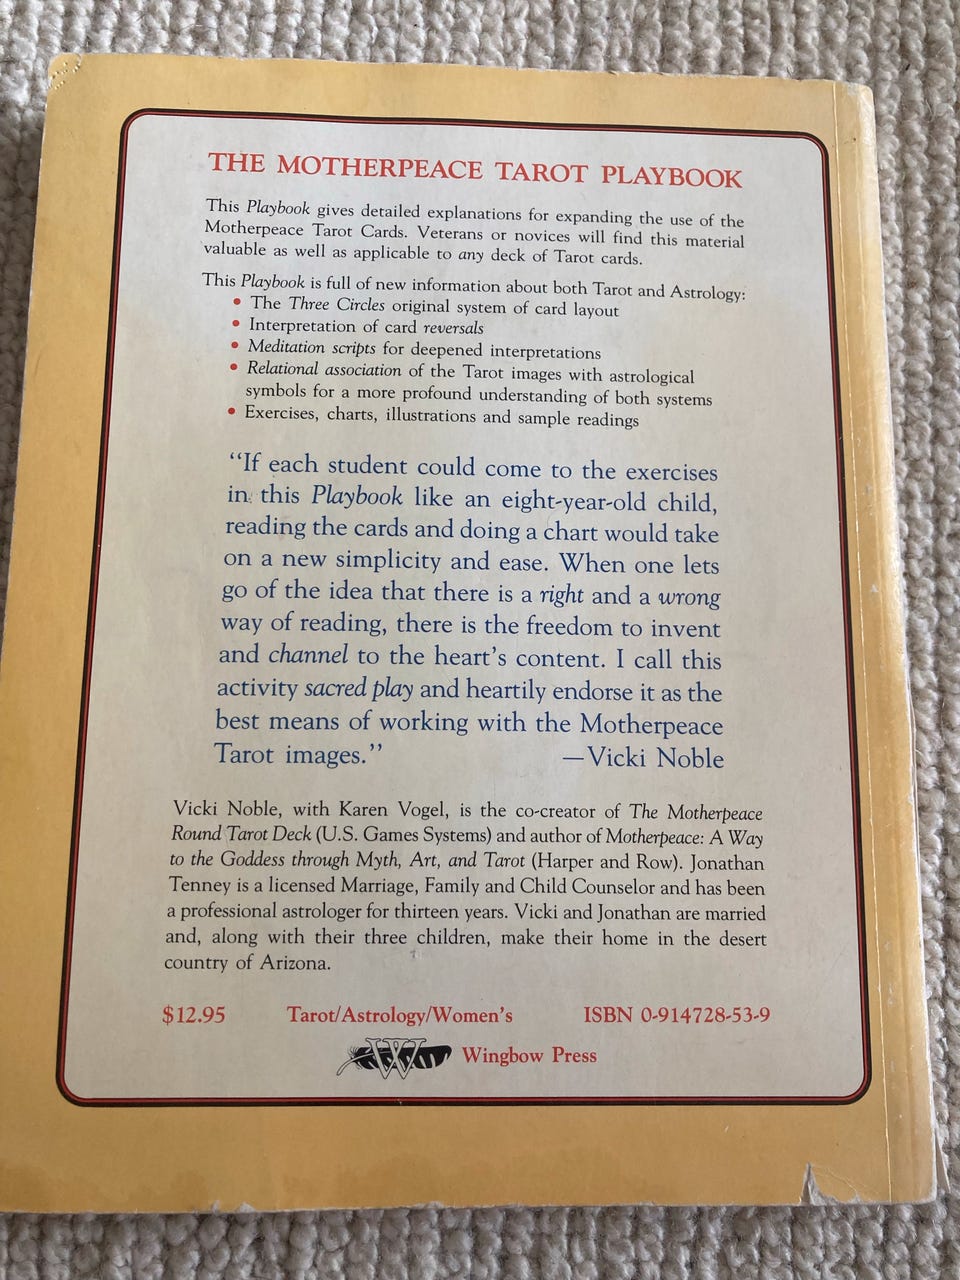 THE MOTHERPEACE TAROT PLAYBOOK
This Playbook gives detailed explanations for expanding the use of the
Motherpeace Tarot Cards. Veterans or novices will find this material
valuable as well as applicable to any deck of Tarot cards.
This Playbook is full of new information about both Tarot and Astrology:
• The Three Circles original system of card layout
• Interpretation of card reversals
• Meditation scripts for deepened interpretations
• Relational association of the Tarot images with astrological
symbols for a more profound understanding of both systems
• Exercises, charts, illustrations and sample readings
“If each student could come to the exercises
in this Playbook like an eight-year-old child,
reading the cards and doing a chart would take
on a new simplicity and ease. When one lets
go of the idea that there is a right and a wrong
way of reading, there is the freedom to invent
and channel to the heart’s content. I call this
activity sacred play and heartily endorse it as the
best means of working with the Motherpeace
Tarot images.” —Vicki Noble
Vicki Noble, with Karen Vogel, is the co-creator of The Motherpeace
Round Tarot Deck (U.S. Games Systems) and author of Motherpeace: A Way
to the Goddess through Myth, Art, and Tarot (Harper and Row). Jonathan
Tenney is a licensed Marriage, Family and Child Counselor and has been
a professional astrologer for thirteen years. Vicki and Jonathan are married
and, along with their three children, make their home in the desert
country of Arizona.
$12.95 Tarot/Astrology/Women’s ISBN 0-914728-53-9
W Wingbow Press